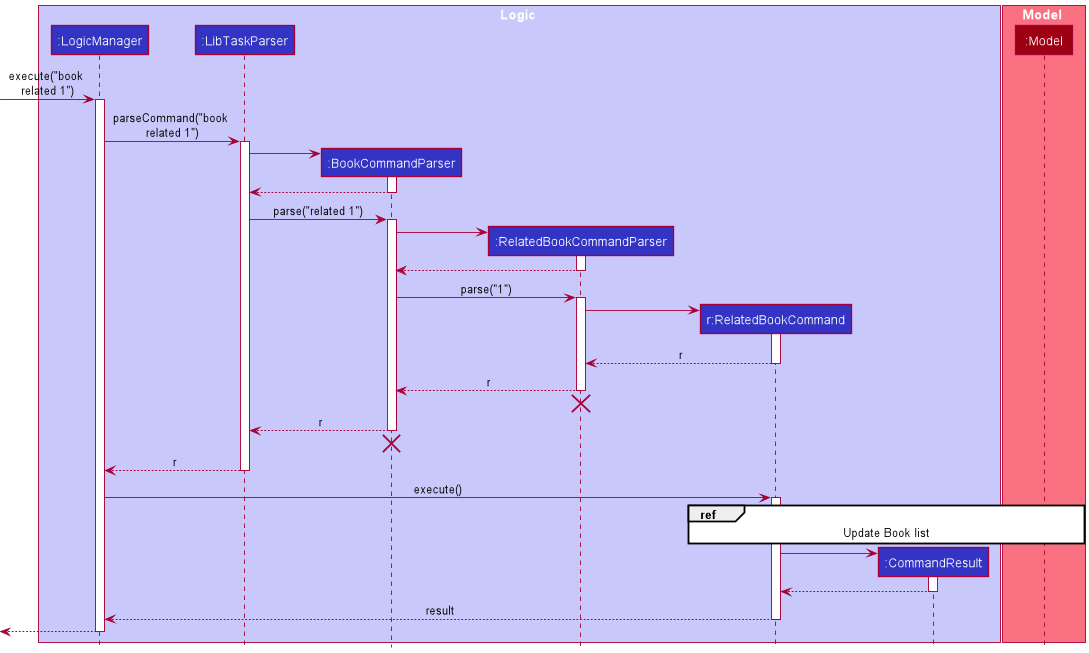 Logic
Model
:LogicManager
:LibTaskParser
:Model
execute("book
related 1")
parseCommand("book
related 1")
:BookCommandParser
parse("related 1")
:RelatedBookCommandParser
parse("1")
r:RelatedBookCommand
r
r
r
r
execute()
ref
Update Book list
:CommandResult
result